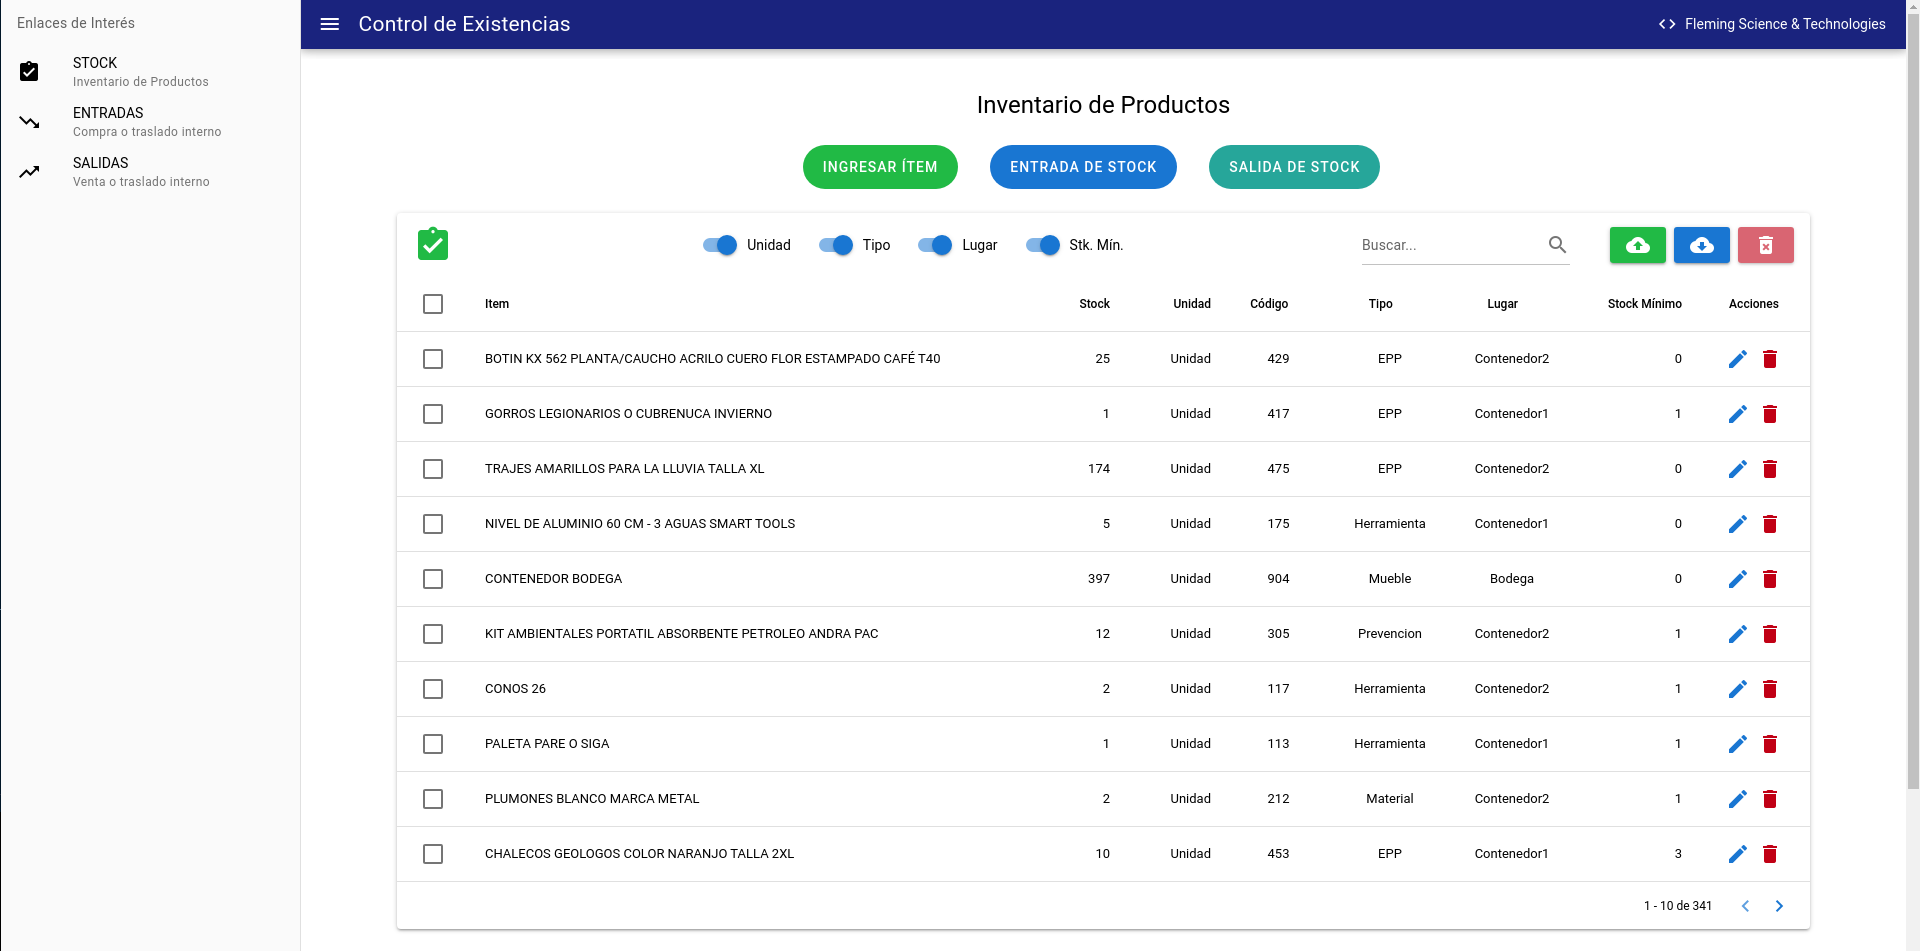 Enlaces de Interés
STOCK
Inventario de Productos
ENTRADAS
Compra o traslado interno
SALIDAS
Venta o traslado interno
Control de Existencias
Fleming Science & Technologies
Inventario de Productos
INGRESAR ÍTEM ENTRADA DE STOCK SALIDA DE STOCK
Unidad Tipo Lugar Stk. Mín. Buscar...
Item Stock Unidad Código Tipo Lugar Stock Mínimo Acciones
BOTIN KX 562 PLANTA/CAUCHO ACRILO CUERO FLOR ESTAMPADO CAFÉ T40 25 Unidad 429 EPP Contenedor2 0
GORROS LEGIONARIOS O CUBRENUCA INVIERNO 1 Unidad 417 EPP Contenedor1 1
TRAJES AMARILLOS PARA LA LLUVIA TALLA XL 174 Unidad 475 EPP Contenedor2 0
NIVEL DE ALUMINIO 60 CM - 3 AGUAS SMART TOOLS 5 Unidad 175 Herramienta Contenedor1 0
CONTENEDOR BODEGA 397 Unidad 904 Mueble Bodega 0
KIT AMBIENTALES PORTATIL ABSORBENTE PETROLEO ANDRA PAC 12 Unidad 305 Prevencion Contenedor2 1
CONOS 26 2 Unidad 117 Herramienta Contenedor2 1
PALETA PARE O SIGA 1 Unidad 113 Herramienta Contenedor1 1
PLUMONES BLANCO MARCA METAL 2 Unidad 212 Material Contenedor2 1
CHALECOS GEOLOGOS COLOR NARANJO TALLA 2XL 10 Unidad 453 EPP Contenedor1 3
1 - 10 de 341